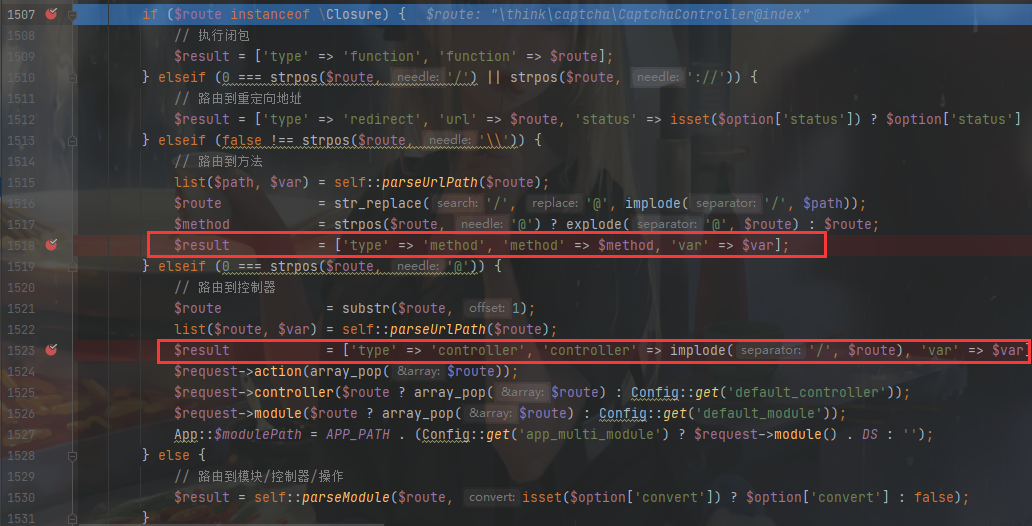 1507 if ($route instanceof \Closure) { $route: "\think\captcha\CaptchaController@index"
1508 // 执行闭包
1509 $result = ['type' => 'function', 'function' => $route];
1510 } elseif (0 === strpos($route, needle: '/') || strpos($route, needle: '://')) {
1511 // 路由到重定向地址
1512 $result = ['type' => 'redirect', 'url' => $route, 'status' => isset($option['status']) ? $option['status']
1513 } elseif (false !== strpos($route, needle: '\\')) {
1514 // 路由到方法
1515 list($path, $var) = self::parseUrlPath($route);
1516 $route = str_replace( search: '/', replace: '@', implode( separator: '/', $path));
1517 $method = strpos($route, needle: '@') ? explode( separator: '@', $route) : $route;
1518 $result = ['type' => 'method', 'method' => $method, 'var' => $var];
1519 } elseif (0 === strpos($route, needle: '@')) {
1520 // 路由到控制器
1521 $route = substr($route, offset: 1);
1522 list($route, $var) = self::parseUrlPath($route);
1523 $result = ['type' => 'controller', 'controller' => implode( separator: '/', $route), 'var' => $var]
1524 $request->action(array_pop( &array: $route));
1525 $request->controller($route ? array_pop( &array: $route) : Config::get('default_controller'));
1526 $request->module($route ? array_pop( &array: $route) : Config::get('default_module'));
1527 App::$modulePath = APP_PATH . (Config::get('app_multi_module') ? $request->module() . DS : '');
1528 } else {
1529 // 路由到模块/控制器/操作
1530 $result = self::parseModule($route, convert: isset($option['convert']) ? $option['convert'] : false);
1531 }